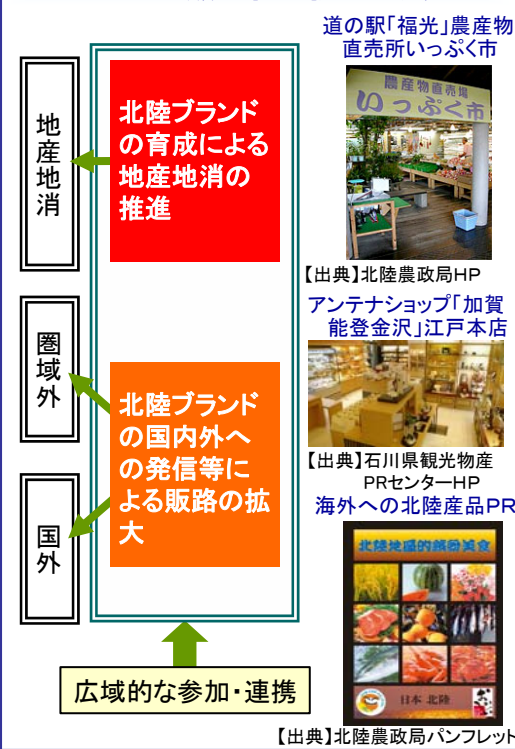 地産地消
圏域外
国外
北陸ブランド
の育成による
地産地消の
推進
北陸ブランド
の国内外へ
の発信等に
よる販路の拡
大
広域的な参加・連携
道の駅「福光」農産物
直売所いっぷく市
農産物直売場
いっぷく市
【出典】北陸農政局HP
アンテナショップ「加賀
能登金沢」江戸本店
【出典】石川県観光物産
PRセンターHP
海外への北陸産品PR
日本 北陸
【出典】北陸農政局パンフレット